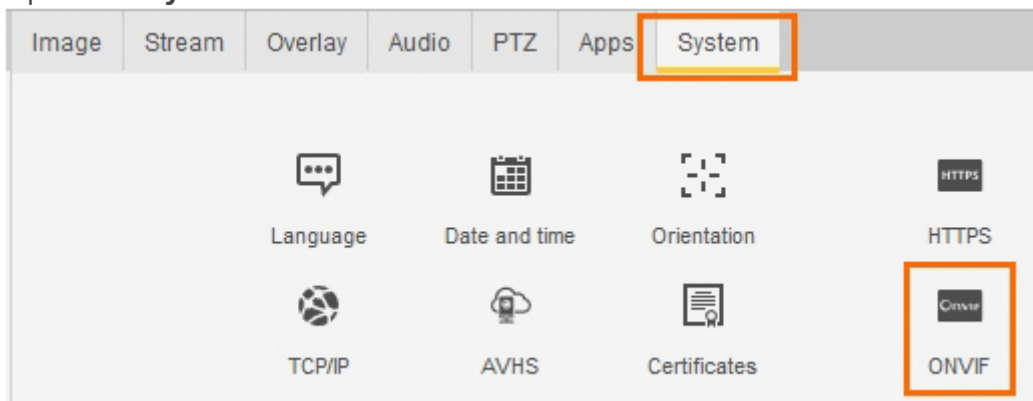 Image Stream Overlay Audio PTZ Apps System
HTTPS
Language Date and time Orientation HTTPS
ONVIF
TCP/IP AVHS Certificates ONVIF